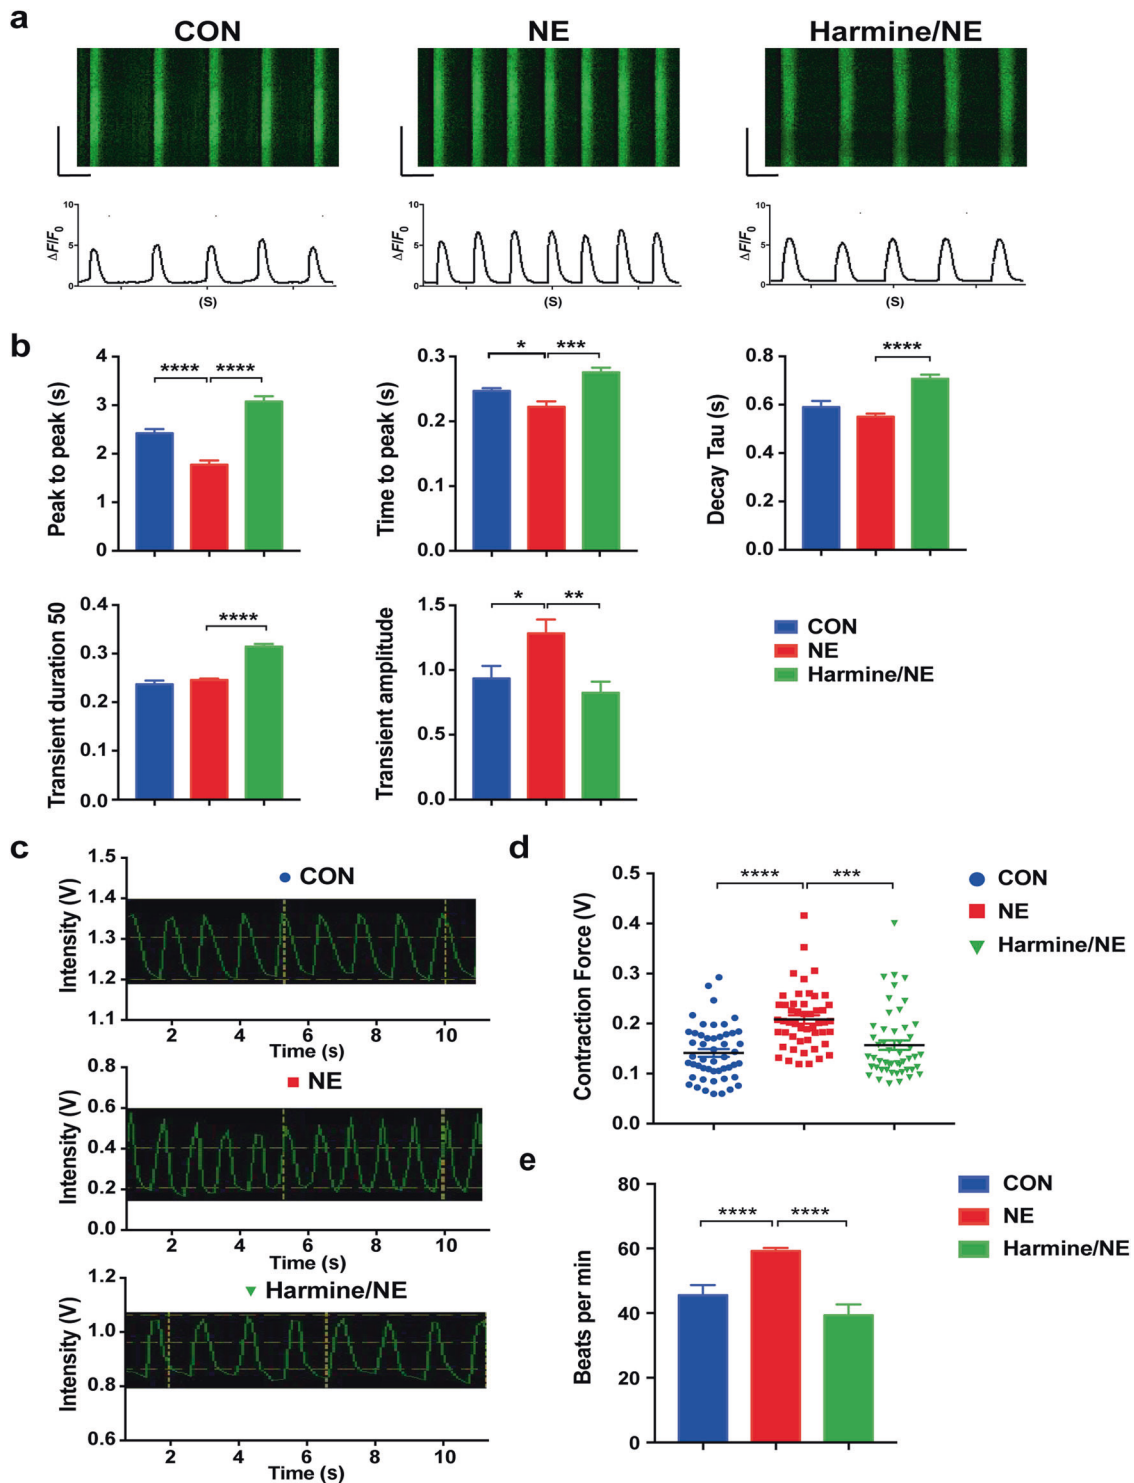 a
CON
NE
Harmine/NE
10
5
0
ΔF/F0
(S)
10
5
0
ΔF/F0
(S)
10
5
0
ΔF/F0
(S)
b
4
3
2
1
0
Peak to peak (s)
**** ****
0.3
0.2
0.1
0.0
Time to peak (s)
* ***
0.8
0.6
0.4
0.2
0.0
Decay Tau (s)
****
0.4
0.3
0.2
0.1
0.0
Transient duration 50
****
1.5
1.0
0.5
0.0
Transient amplitude
* **
CON
NE
Harmine/NE
c
1.5
1.4
1.3
1.2
1.1
Intensity (V)
CON
2 4 6 8 10
Time (s)
0.8
0.6
0.4
0.2
0.0
Intensity (V)
NE
2 4 6 8 10
Time (s)
1.2
1.0
0.8
0.6
Intensity (V)
Harmine/NE
2 4 6 8 10
Time (s)
d
0.5
0.4
0.3
0.2
0.1
0.0
Contraction Force (V)
**** ***
CON
NE
Harmine/NE
e
80
60
40
20
0
Beats per min
**** ****
CON
NE
Harmine/NE